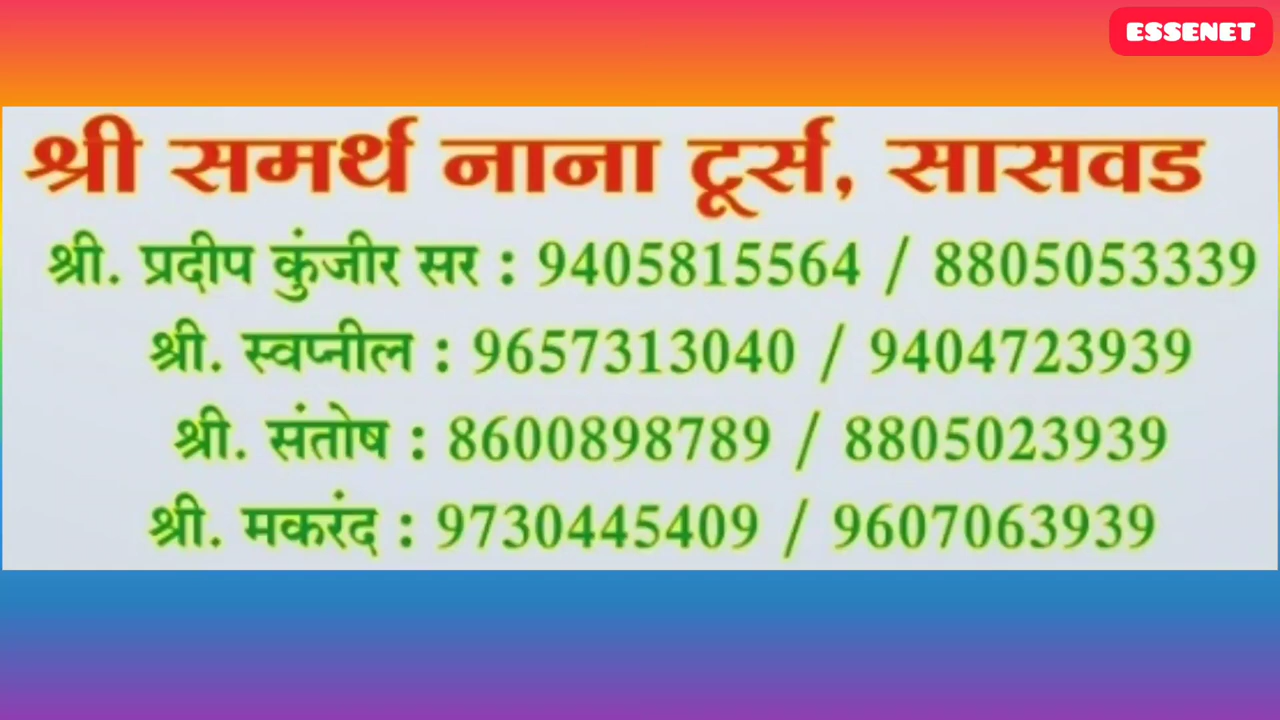 ESSENET
श्री समर्थ नाना टूर्स, सासवड
श्री. प्रदीप कुंजीर सर : 9405815564 / 8805053339
श्री. स्वप्नील : 9657313040 / 9404723939
श्री. संतोष : 8600898789 / 8805023939
श्री. मकरंद : 9730445409 / 9607063939